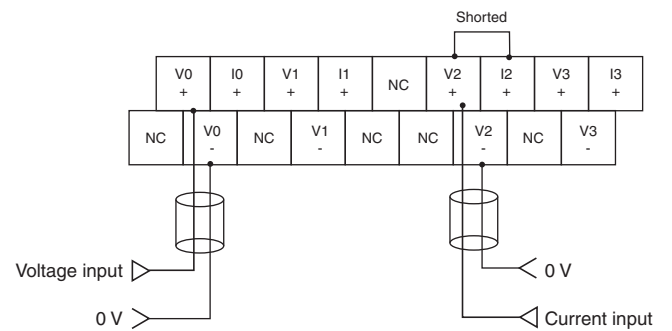 Shorted
V0 + I0 + V1 + I1 + NC V2 + I2 + V3 + I3 +
NC V0 - NC V1 - NC NC V2 - NC V3 -
Voltage input
0 V
0 V
Current input